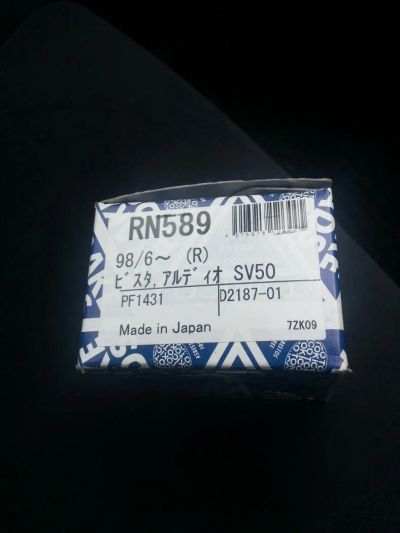 RN589
98/6～ (R)
ﾋﾞｽﾀ, ｱﾙﾃﾞｨｵ SV50
PF1431 D2187-01
Made in Japan 7ZK09